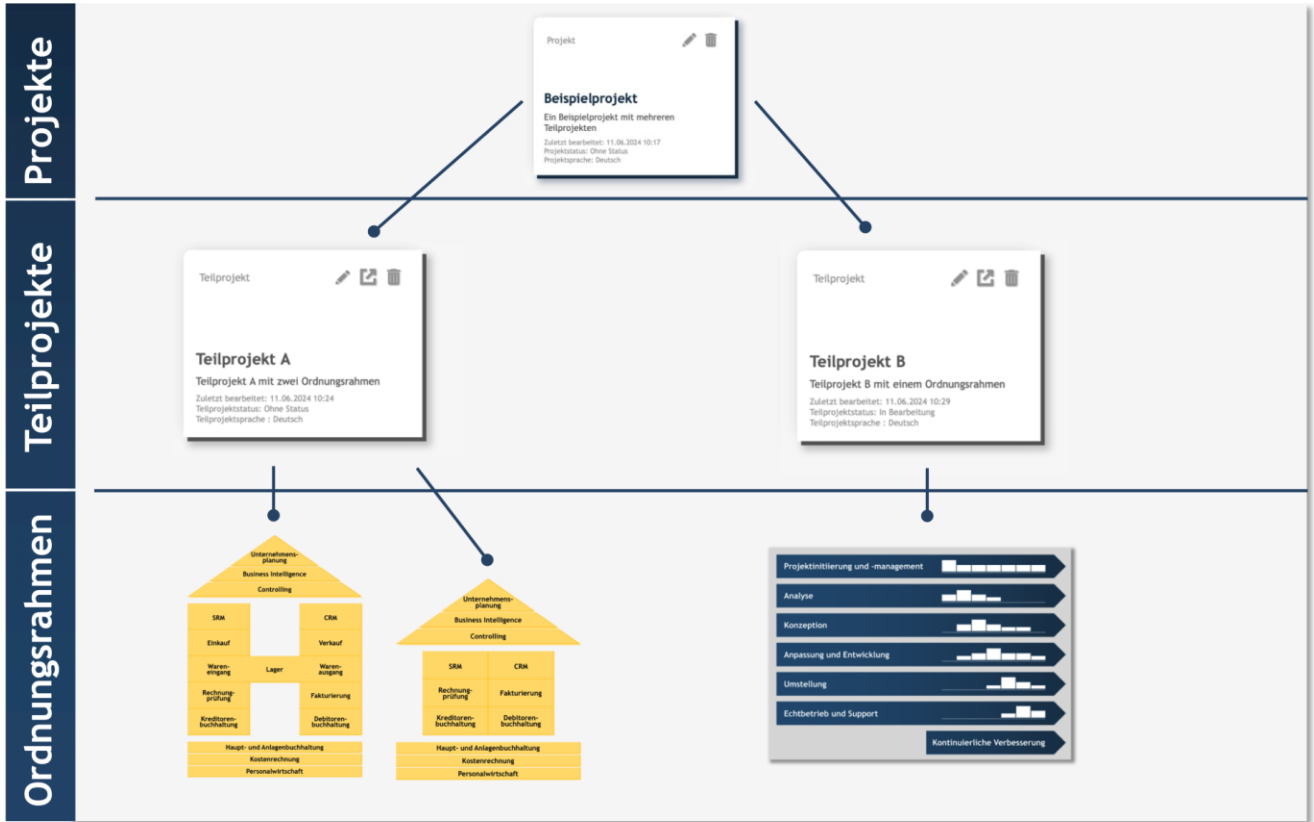 Projekte
Projekt
Beispielprojekt
Ein Beispielprojekt mit mehreren
Teilprojekten
Zuletzt bearbeitet: 11.06.2024 10:17
Projektstatus: Ohne Status
Projektsprache: Deutsch
Teilprojekte
Teilprojekt
Teilprojekt A
Teilprojekt A mit zwei Ordnungsrahmen
Zuletzt bearbeitet: 11.06.2024 10:24
Teilprojektstatus: Ohne Status
Teilprojektsprache : Deutsch
Teilprojekt
Teilprojekt B
Teilprojekt B mit einem Ordnungsrahmen
Zuletzt bearbeitet: 11.06.2024 10:29
Teilprojektstatus: In Bearbeitung
Teilprojektsprache : Deutsch
Ordnungsrahmen
Unternehmens-
planung
Business Intelligence
Controlling
SRM
CRM
Einkauf
Verkauf
Waren-
eingang
Lager
Waren-
ausgang
Rechnung-
prüfung
Fakturierung
Kreditoren-
buchhaltung
Debitoren-
buchhaltung
Haupt- und Anlagenbuchhaltung
Kostenrechnung
Personalwirtschaft
Unternehmens-
planung
Business Intelligence
Controlling
SRM
CRM
Rechnung-
prüfung
Fakturierung
Kreditoren-
buchhaltung
Debitoren-
buchhaltung
Haupt- und Anlagenbuchhaltung
Kostenrechnung
Personalwirtschaft
Projektinitiierung und -management
Analyse
Konzeption
Anpassung und Entwicklung
Umstellung
Echtbetrieb und Support
Kontinuierliche Verbesserung